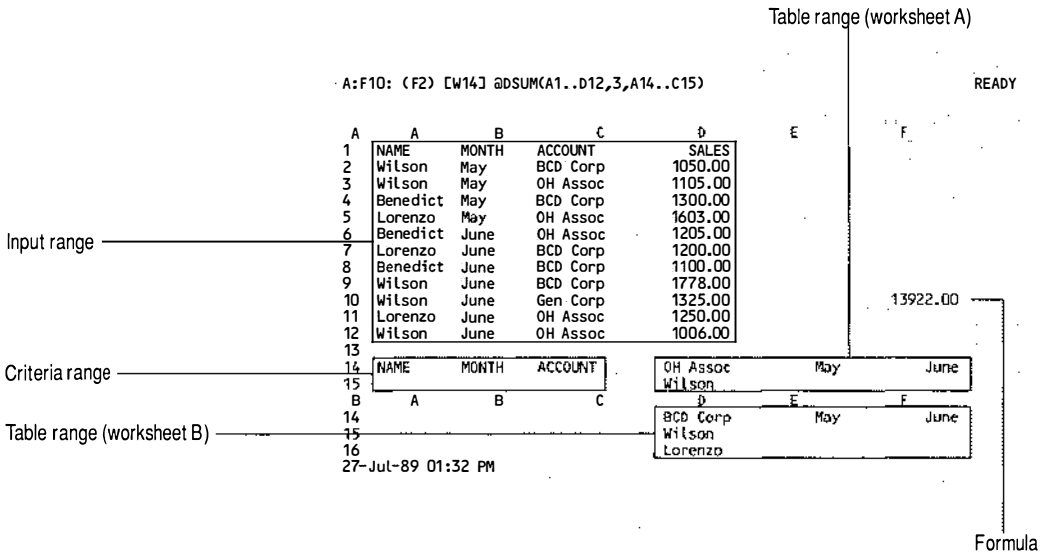 Table range (worksheet A)
A:F10: (F2) [W14] @DSUM(A1..D12,3,A14..C15) READY
A A B C D E F
1 NAME MONTH ACCOUNT SALES
2 Wilson May BCD Corp 1050.00
3 Wilson May OH Assoc 1105.00
4 Benedict May BCD Corp 1300.00
5 Lorenzo May OH Assoc 1603.00
6 Benedict June OH Assoc 1205.00
Input range
7 Lorenzo June BCD Corp 1200.00
8 Benedict June BCD Corp 1100.00
9 Wilson June BCD Corp 1778.00
10 Wilson June Gen Corp 1325.00 13922.00
11 Lorenzo June OH Assoc 1250.00
12 Wilson June OH Assoc 1006.00
13
Criteria range
14 NAME MONTH ACCOUNT OH Assoc May June
15 Wilson
B A B C D E F
14 BCD Corp May June
Table range (worksheet B)
15 Wilson
16 Lorenzo
27-Jul-89 01:32 PM
Formula